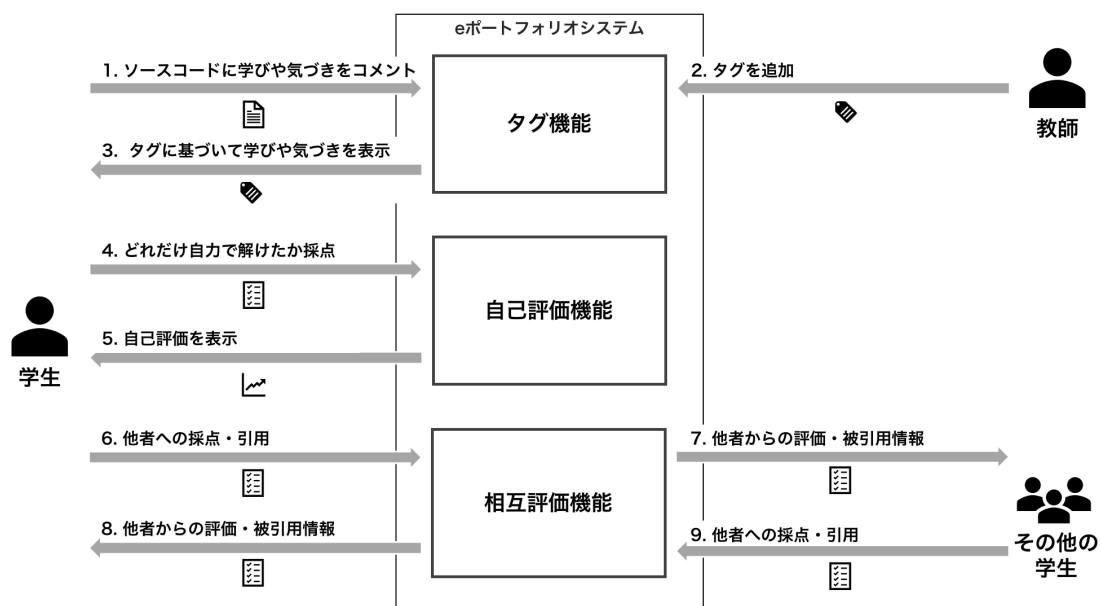 eポートフォリオシステム
1. ソースコードに学びや気づきをコメント
2. タグを追加
タグ機能
教師
3. タグに基づいて学びや気づきを表示
4. どれだけ自力で解けたか採点
自己評価機能
5. 自己評価を表示
学生
6. 他者への採点・引用
7. 他者からの評価・被引用情報
相互評価機能
8. 他者からの評価・被引用情報
9. 他者への採点・引用
その他の
学生